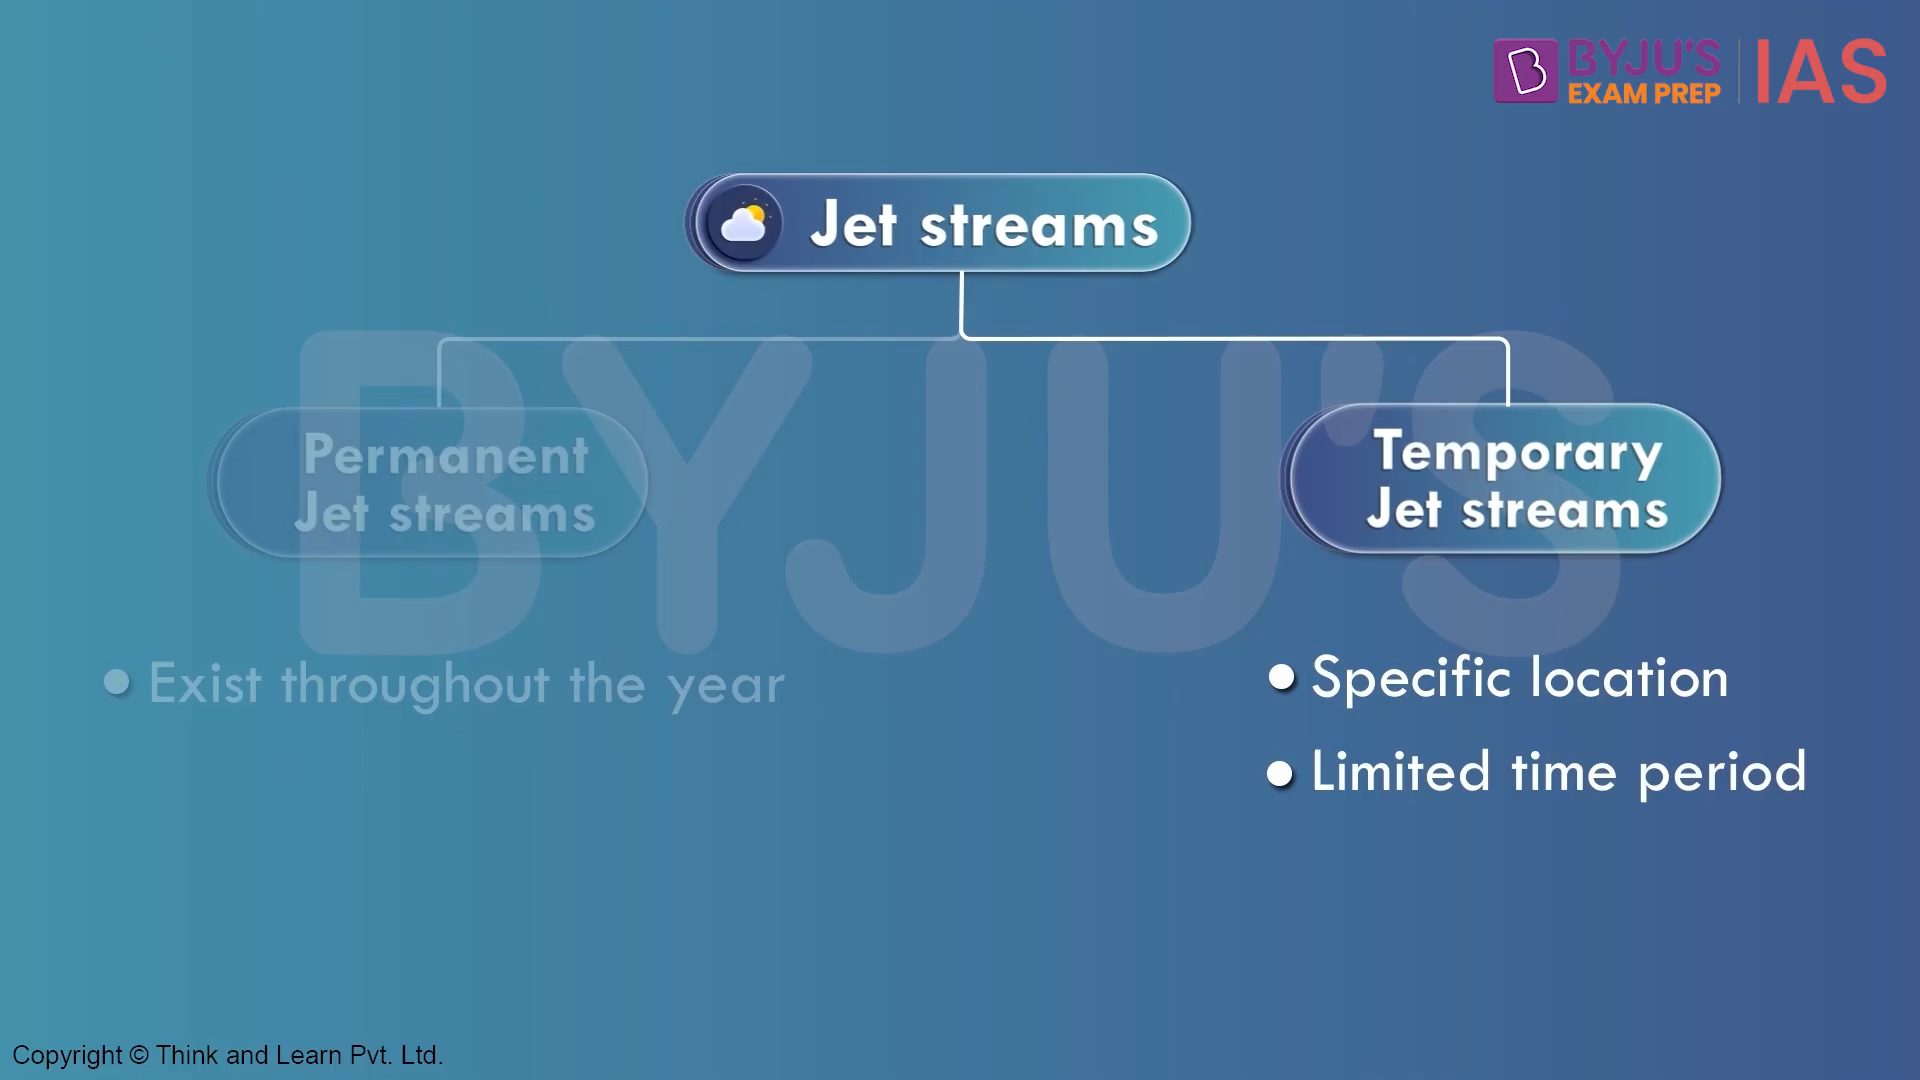 BYJU'S
EXAM PREP
IAS
Jet streams
BYJU'S
Permanent
Jet streams
Temporary
Jet streams
• Exist throughout the year
• Specific location
• Limited time period
Copyright © Think and Learn Pvt. Ltd.